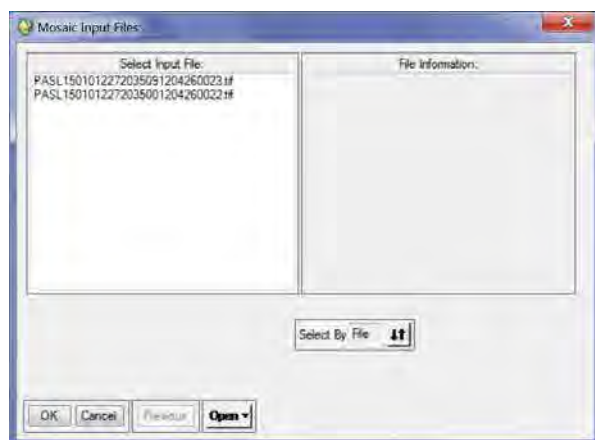 Mosaic Input Files:
Select Input File:
File Information:
PASL1501012272035091204260023.tif
PASL1501012272035001204260022.tif
Select By File
OK Cancel Previous Open